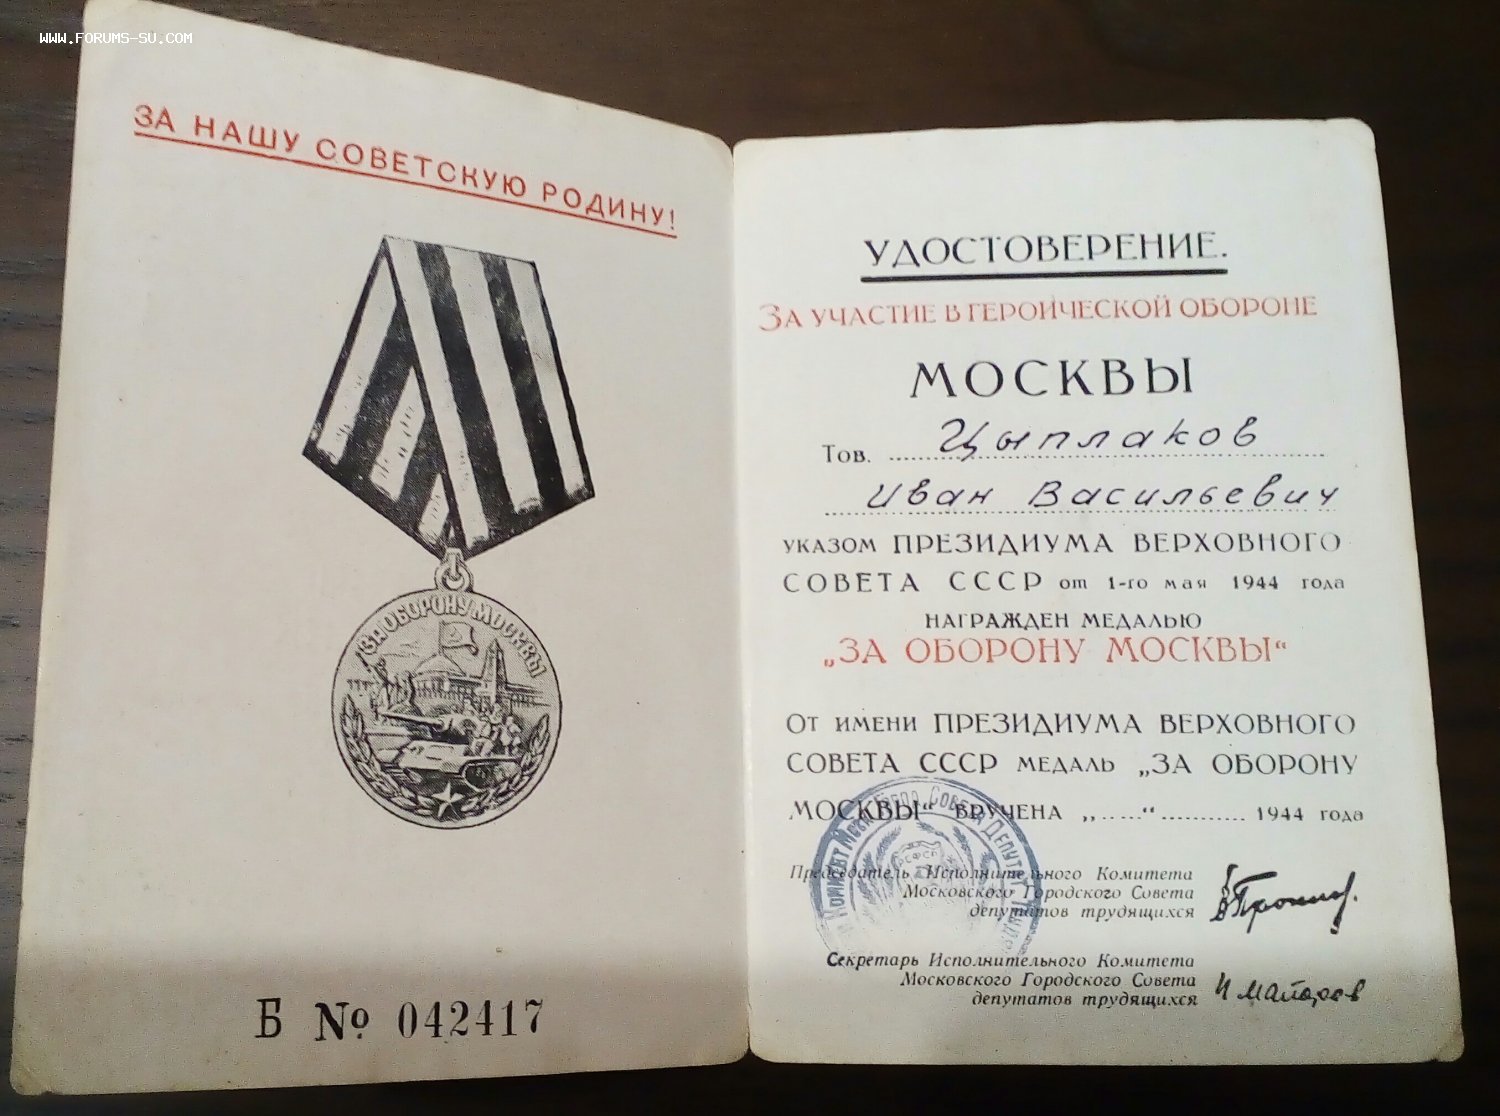 WWW.FORUMS-SU.COM
ЗА НАШУ СОВЕТСКУЮ РОДИНУ!
ЗА ОБОРОНУ МОСКВЫ
Б № 042417
УДОСТОВЕРЕНИЕ.
ЗА УЧАСТИЕ В ГЕРОИЧЕСКОЙ ОБОРОНЕ
МОСКВЫ
Тов. Цыплаков
Иван Васильевич
УКАЗОМ ПРЕЗИДИУМА ВЕРХОВНОГО
СОВЕТА СССР от 1-го мая 1944 года
НАГРАЖДЕН МЕДАЛЬЮ
„ЗА ОБОРОНУ МОСКВЫ“
ОТ ИМЕНИ ПРЕЗИДИУМА ВЕРХОВНОГО
СОВЕТА СССР МЕДАЛЬ „ЗА ОБОРОНУ
МОСКВЫ“ ВРУЧЕНА „.....“ ........... 1944 года
Председатель Исполнительного Комитета
Московского Городского Совета
депутатов трудящихся
Секретарь Исполнительного Комитета
Московского Городского Совета
депутатов трудящихся
РСФСР